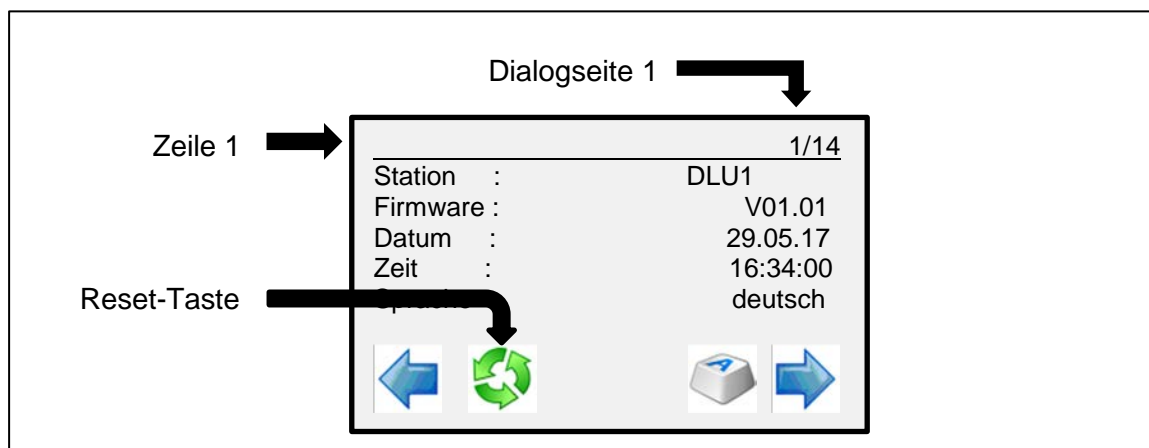 Dialogseite 1
Zeile 1
1/14
Station : DLU1
Firmware : V01.01
Datum : 29.05.17
Zeit : 16:34:00
Reset-Taste
deutsch
A